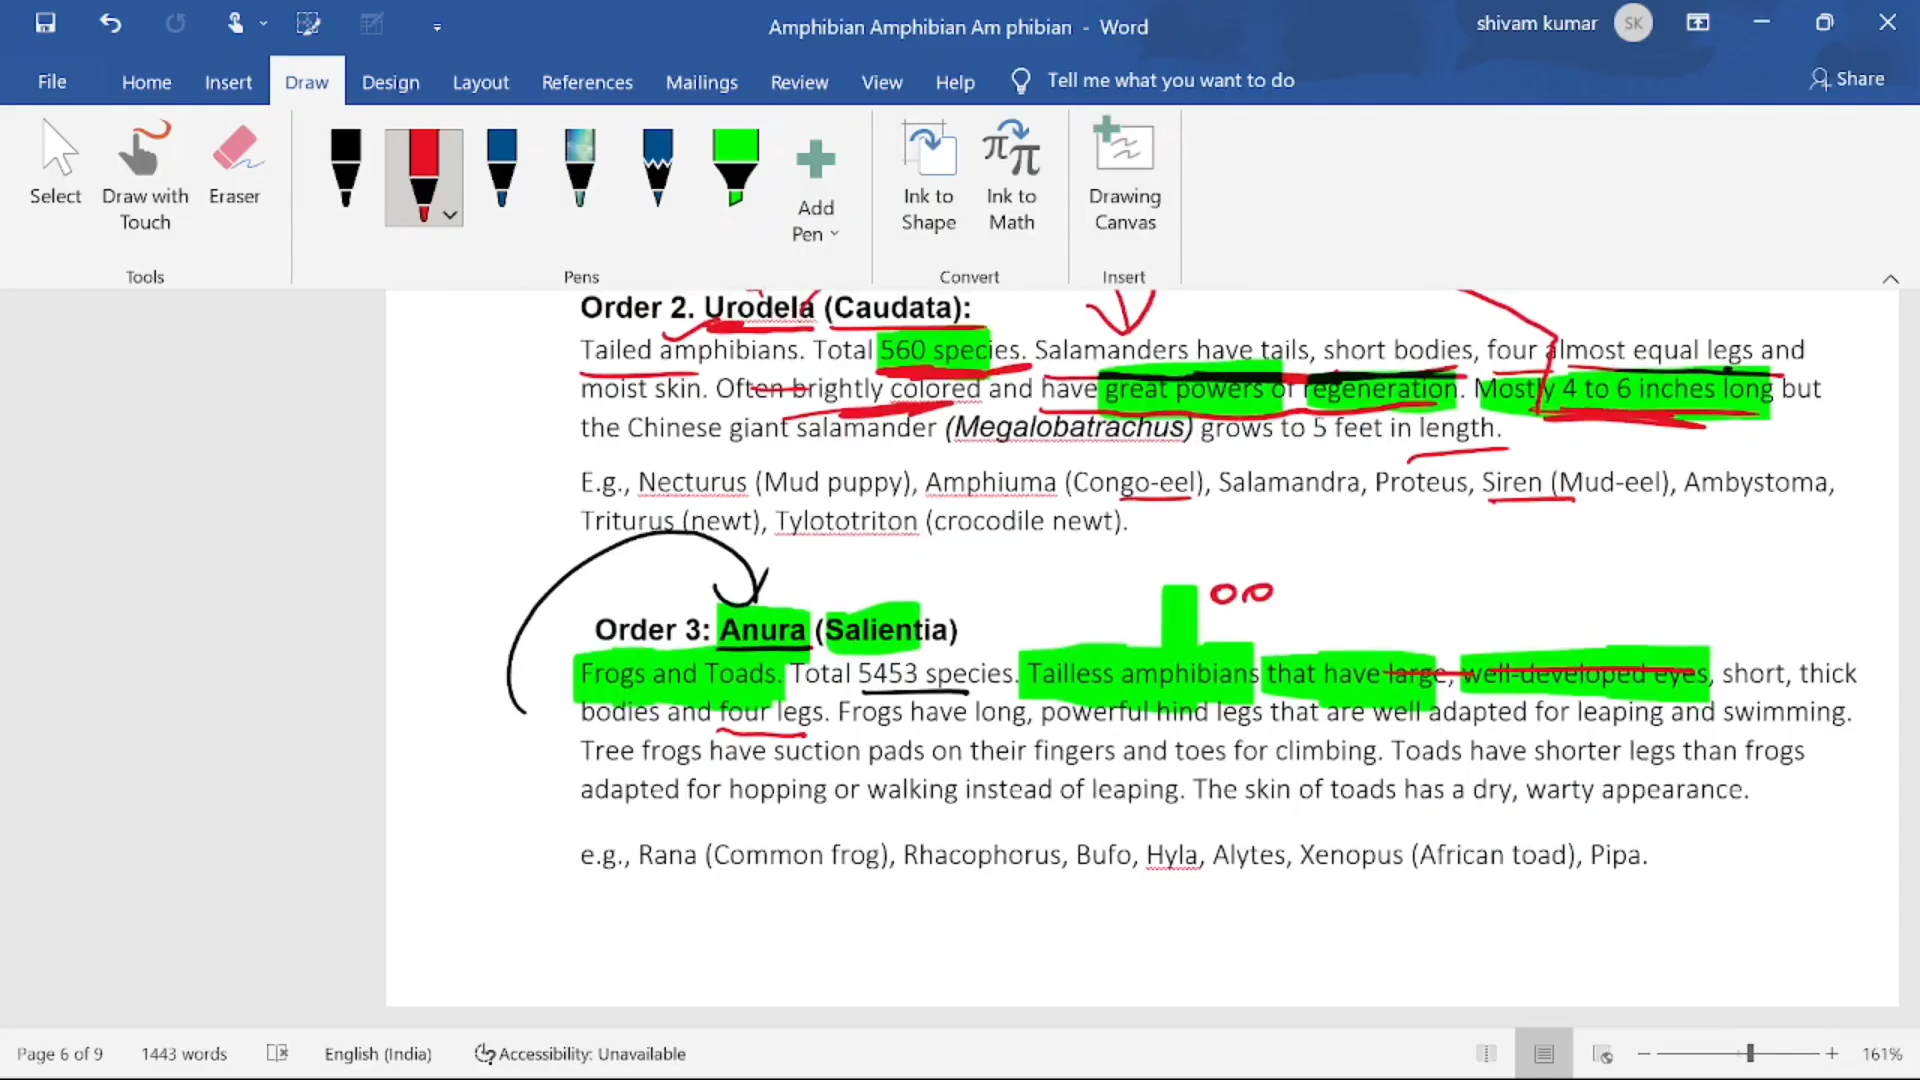 Amphibian Amphibian Am phibian - Word
shivam kumar
SK
File Home Insert Draw Design Layout References Mailings Review View Help Tell me what you want to do Share
Select
Draw with Touch
Eraser
Add Pen
Ink to Shape
Ink to Math
Drawing Canvas
Tools
Pens
Convert
Insert
Order 2. Urodela (Caudata):
Tailed amphibians. Total 560 species. Salamanders have tails, short bodies, four almost equal legs and
moist skin. Often brightly colored and have great powers of regeneration. Mostly 4 to 6 inches long but
the Chinese giant salamander (Megalobatrachus) grows to 5 feet in length.
E.g., Necturus (Mud puppy), Amphiuma (Congo-eel), Salamandra, Proteus, Siren (Mud-eel), Ambystoma,
Triturus (newt), Tylototriton (crocodile newt).
Order 3: Anura (Salientia)
Frogs and Toads. Total 5453 species. Tailless amphibians that have large, well-developed eyes, short, thick
bodies and four legs. Frogs have long, powerful hind legs that are well adapted for leaping and swimming.
Tree frogs have suction pads on their fingers and toes for climbing. Toads have shorter legs than frogs
adapted for hopping or walking instead of leaping. The skin of toads has a dry, warty appearance.
e.g., Rana (Common frog), Rhacophorus, Bufo, Hyla, Alytes, Xenopus (African toad), Pipa.
Page 6 of 9 1443 words English (India) Accessibility: Unavailable 161%